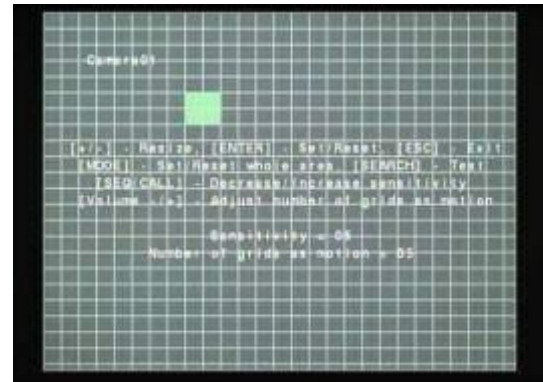 Camera01
[+/-] - Resize, [ENTER] - Set/Reset, [ESC] - Exit
[MODE] - Set/Reset whole area [SEARCH] - Test
[SEQ/CALL] - Decrease/Increase sensitivity
[Volume -/+] - Adjust number of grids as motion
Sensitivity = 05
Number of grids as motion = 05